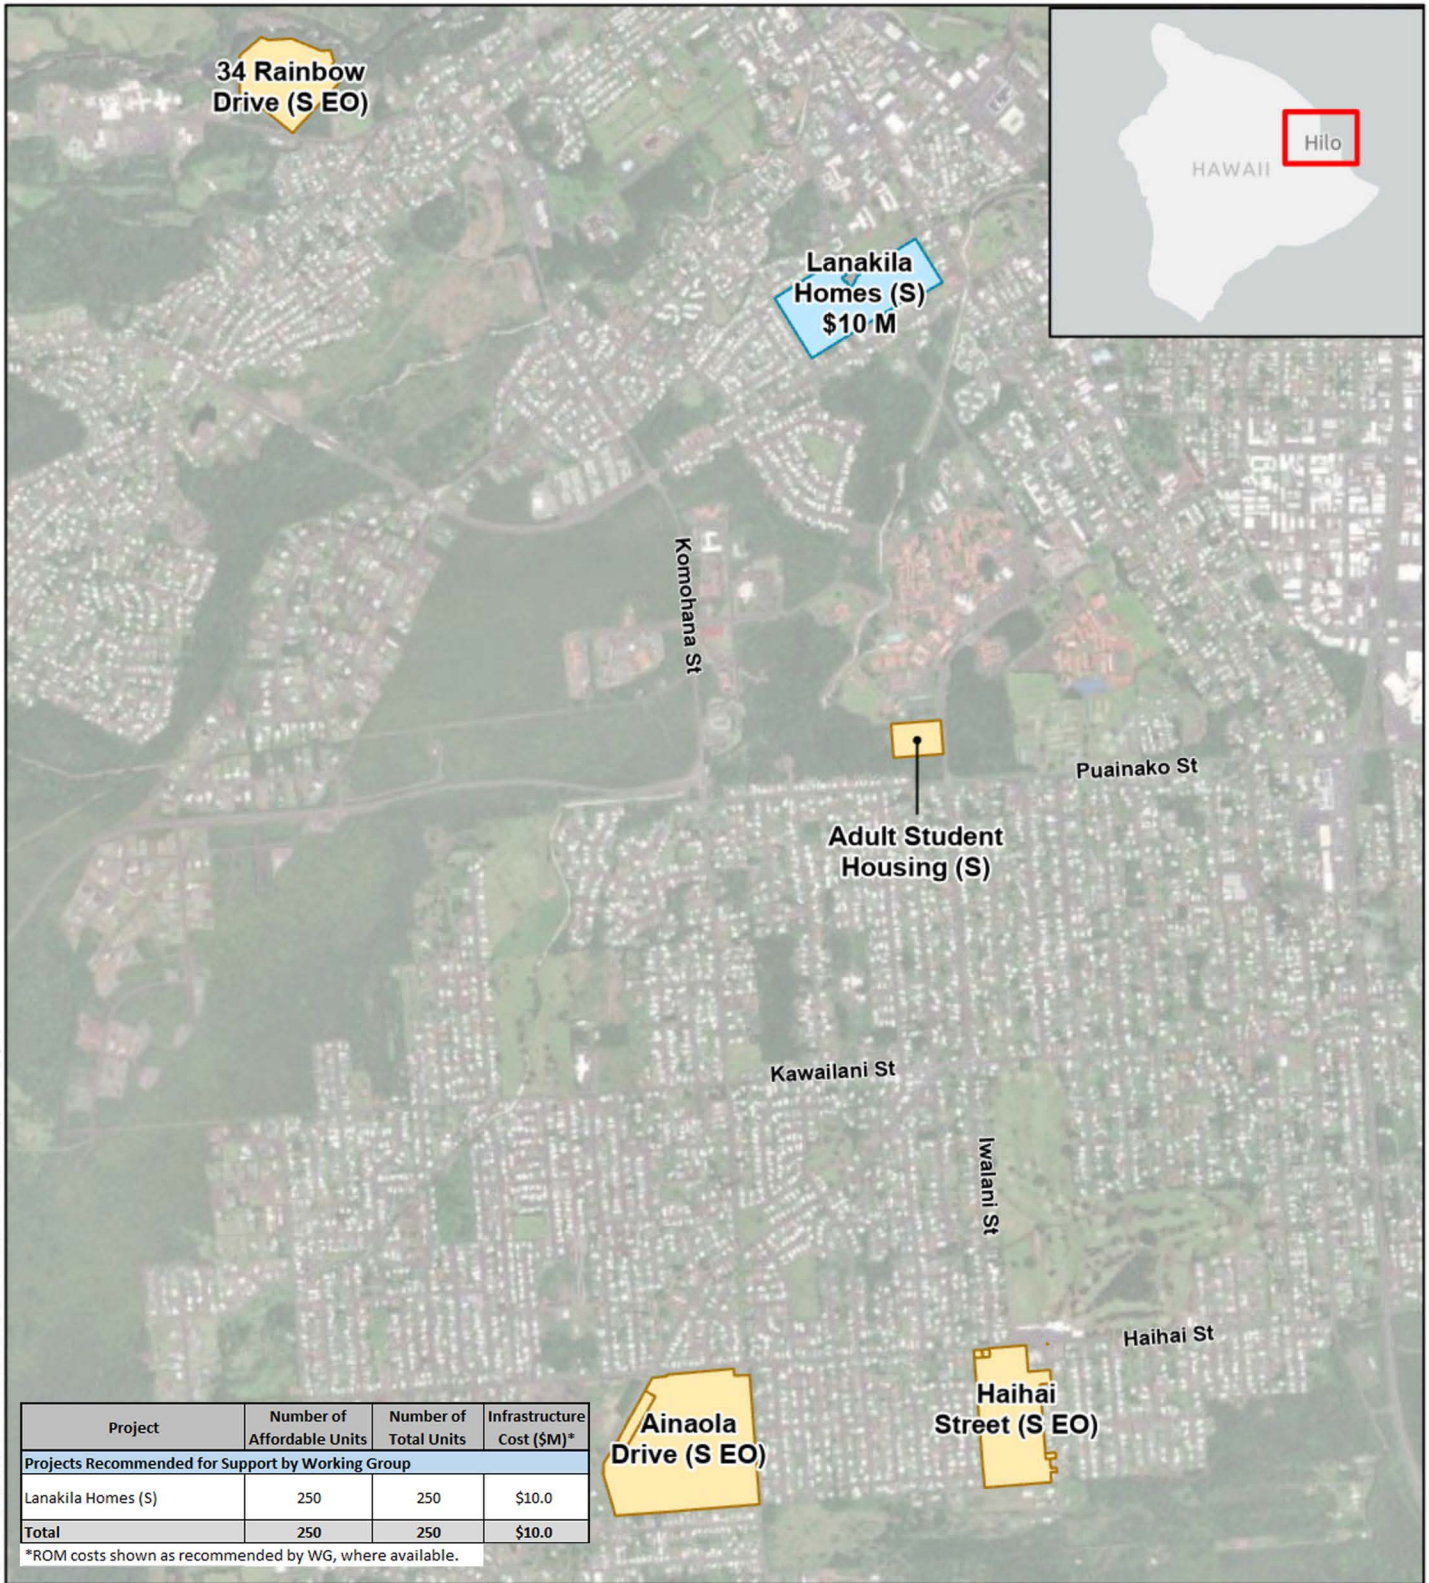 34 Rainbow
Drive (S EO)
HAWAII
Hilo
Lanakila
Homes (S)
$10 M
Komohana St
Puainako St
Adult Student
Housing (S)
Kawailani St
Iwalani St
Haihai St
Haihai
Street (S EO)
Ainaola
Drive (S EO)
Project
Number of
Affordable Units
Number of
Total Units
Infrastructure
Cost ($M)*
Projects Recommended for Support by Working Group
Lanakila Homes (S) 250 250 $10.0
Total 250 250 $10.0
*ROM costs shown as recommended by WG, where available.